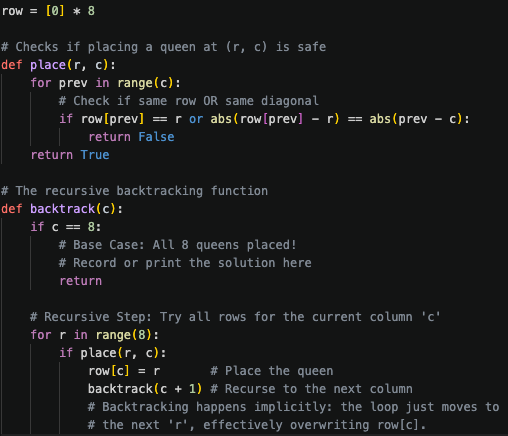 row = [0] * 8

# Checks if placing a queen at (r, c) is safe
def place(r, c):
    for prev in range(c):
        # Check if same row OR same diagonal
        if row[prev] == r or abs(row[prev] - r) == abs(prev - c):
            return False
    return True

# The recursive backtracking function
def backtrack(c):
    if c == 8:
        # Base Case: All 8 queens placed!
        # Record or print the solution here
        return

    # Recursive Step: Try all rows for the current column 'c'
    for r in range(8):
        if place(r, c):
            row[c] = r       # Place the queen
            backtrack(c + 1) # Recurse to the next column
            # Backtracking happens implicitly: the loop just moves to
            # the next 'r', effectively overwriting row[c].